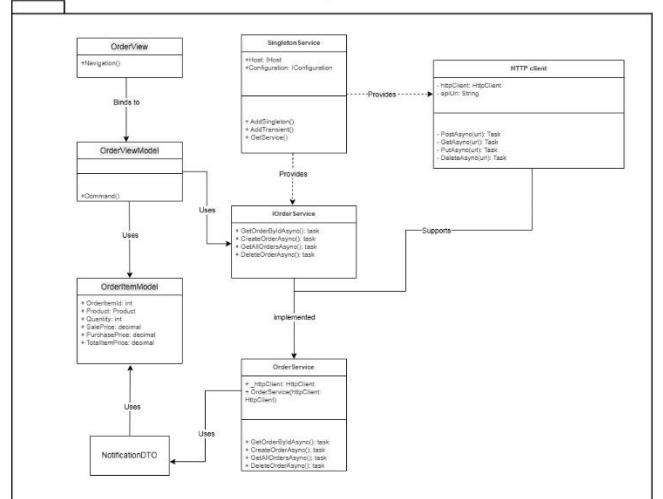 OrderView
+Navigation()
Binds to
OrderViewModel
+Command()
Uses
OrderItemModel
+ OrderItemId: int
+ Product: Product
+ Quantity: int
+ SalePrice: decimal
+ PurchasePrice: decimal
+ TotalItemPrice: decimal
Uses
NotificationDTO
SingletonService
+Host: IHost
+Configuration: IConfiguration
+ AddSingleton()
+ AddTransient()
+ GetService()
Provides
HTTP client
- httpClient: HttpClient
- apiUrl: String
- PostAsync(url): Task
- GetAsync(url): Task
- PutAsync(url): Task
- DeleteAsync(url): Task
Provides
Uses
IOrderService
+ GetOrderByIdAsync(): task
+ CreateOrderAsync(): task
+ GetAllOrdersAsync(): task
+ DeleteOrderAsync(): task
Supports
implemented
OrderService
+ _httpClient: HttpClient
+ OrderService(httpClient:
HttpClient)
+ GetOrderByIdAsync(): task
+ CreateOrderAsync(): task
+ GetAllOrdersAsync(): task
+ DeleteOrderAsync(): task
Uses